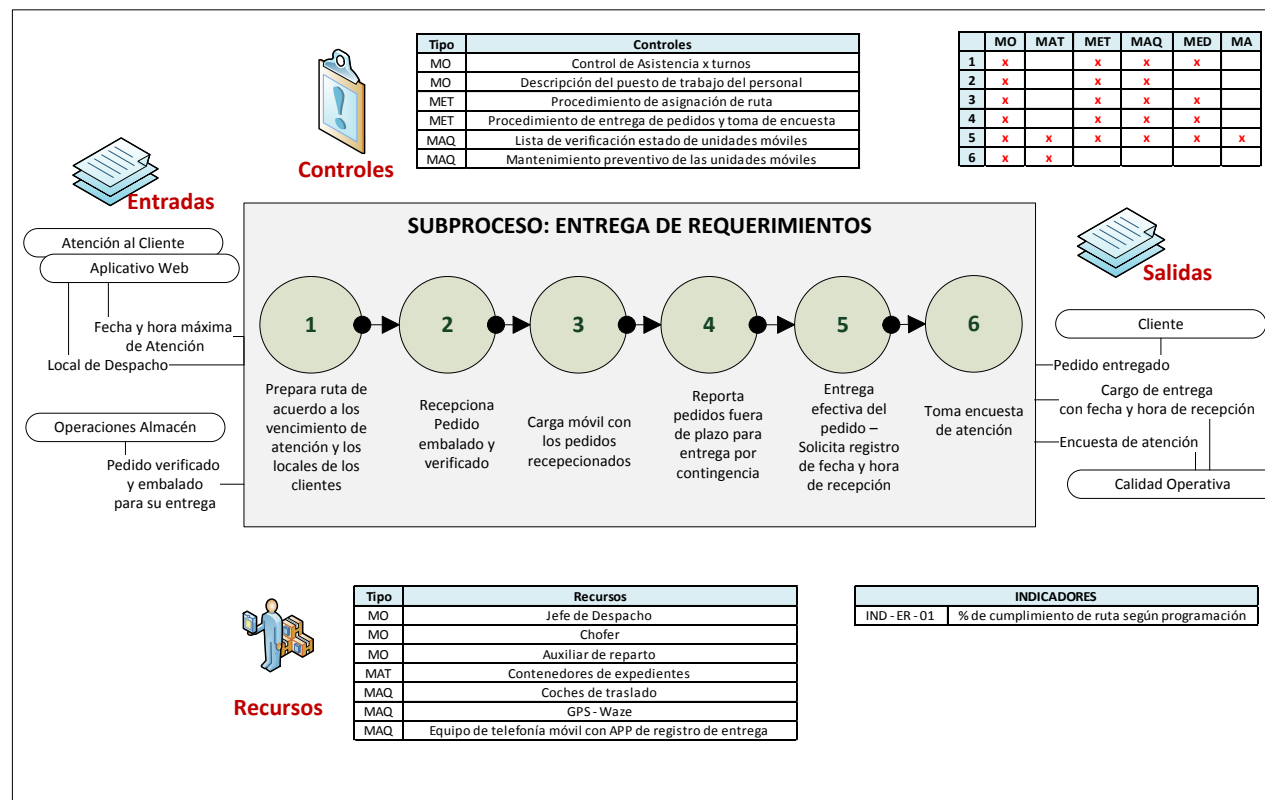 Tipo Controles
MO Control de Asistencia x turnos
MO Descripción del puesto de trabajo del personal
MET Procedimiento de asignación de ruta
MET Procedimiento de entrega de pedidos y toma de encuesta
MAQ Lista de verificación estado de unidades móviles
MAQ Mantenimiento preventivo de las unidades móviles
Controles
MO MAT MET MAQ MED MA
1 x x x x
2 x x x
3 x x x x
4 x x x x
5 x x x x x x
6 x x
Entradas
Atención al Cliente
Aplicativo Web
Fecha y hora máxima
de Atención
Local de Despacho
Operaciones Almacén
Pedido verificado
y embalado
para su entrega
SUBPROCESO: ENTREGA DE REQUERIMIENTOS
1
Prepara ruta de
acuerdo a los
vencimiento de
atención y los
locales de los
clientes
2
Recepciona
Pedido
embalado y
verificado
3
Carga móvil con
los pedidos
recepecionados
4
Reporta
pedidos fuera
de plazo para
entrega por
contingencia
5
Entrega
efectiva del
pedido –
Solicita registro
de fecha y hora
de recepción
6
Toma encuesta
de atención
Salidas
Cliente
Pedido entregado
Cargo de entrega
con fecha y hora de recepción
Encuesta de atención
Calidad Operativa
Recursos
Tipo Recursos
MO Jefe de Despacho
MO Chofer
MO Auxiliar de reparto
MAT Contenedores de expedientes
MAQ Coches de traslado
MAQ GPS - Waze
MAQ Equipo de telefonía móvil con APP de registro de entrega
INDICADORES
IND - ER - 01 % de cumplimiento de ruta según programación